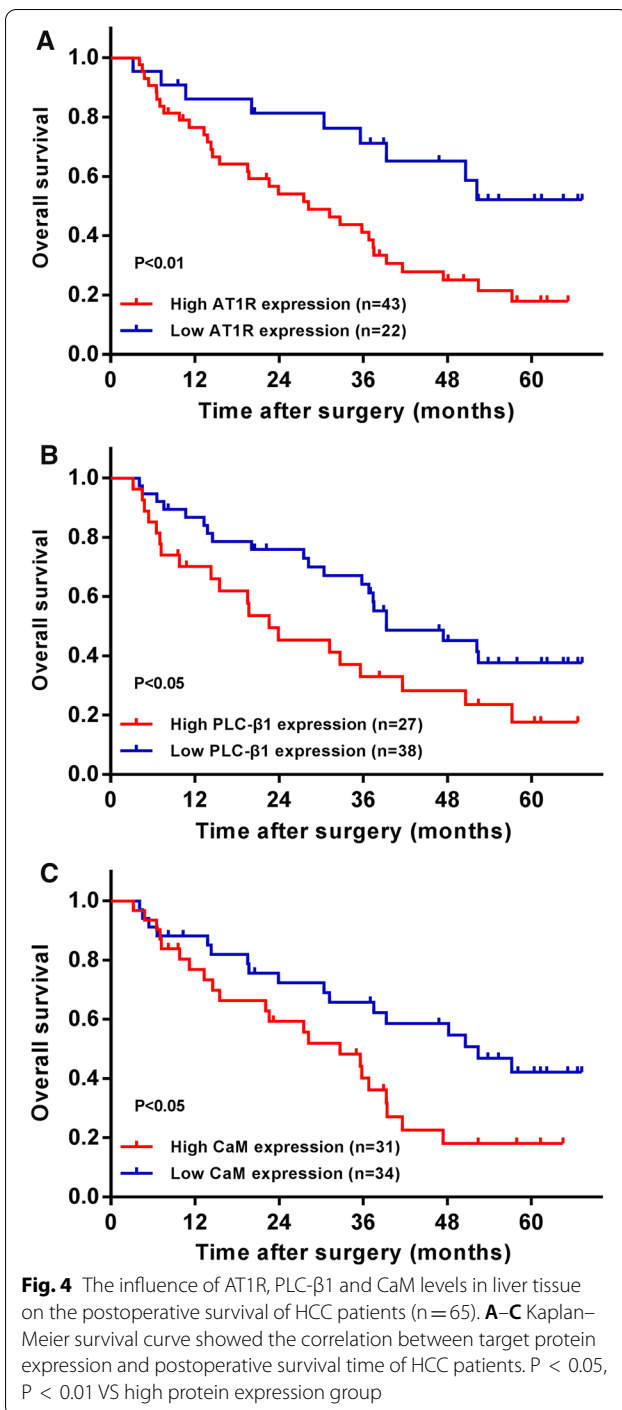 A
1.0
0.8
0.6
0.4
0.2
0.0
Overall survival
P<0.01
High AT1R expression (n=43)
Low AT1R expression (n=22)
0 12 24 36 48 60
Time after surgery (months)
B
1.0
0.8
0.6
0.4
0.2
0.0
Overall survival
P<0.05
High PLC-β1 expression (n=27)
Low PLC-β1 expression (n=38)
0 12 24 36 48 60
Time after surgery (months)
C
1.0
0.8
0.6
0.4
0.2
0.0
Overall survival
P<0.05
High CaM expression (n=31)
Low CaM expression (n=34)
0 12 24 36 48 60
Time after surgery (months)
Fig. 4 The influence of AT1R, PLC-β1 and CaM levels in liver tissue
on the postoperative survival of HCC patients (n = 65). A–C Kaplan–
Meier survival curve showed the correlation between target protein
expression and postoperative survival time of HCC patients. P < 0.05,
P < 0.01 VS high protein expression group